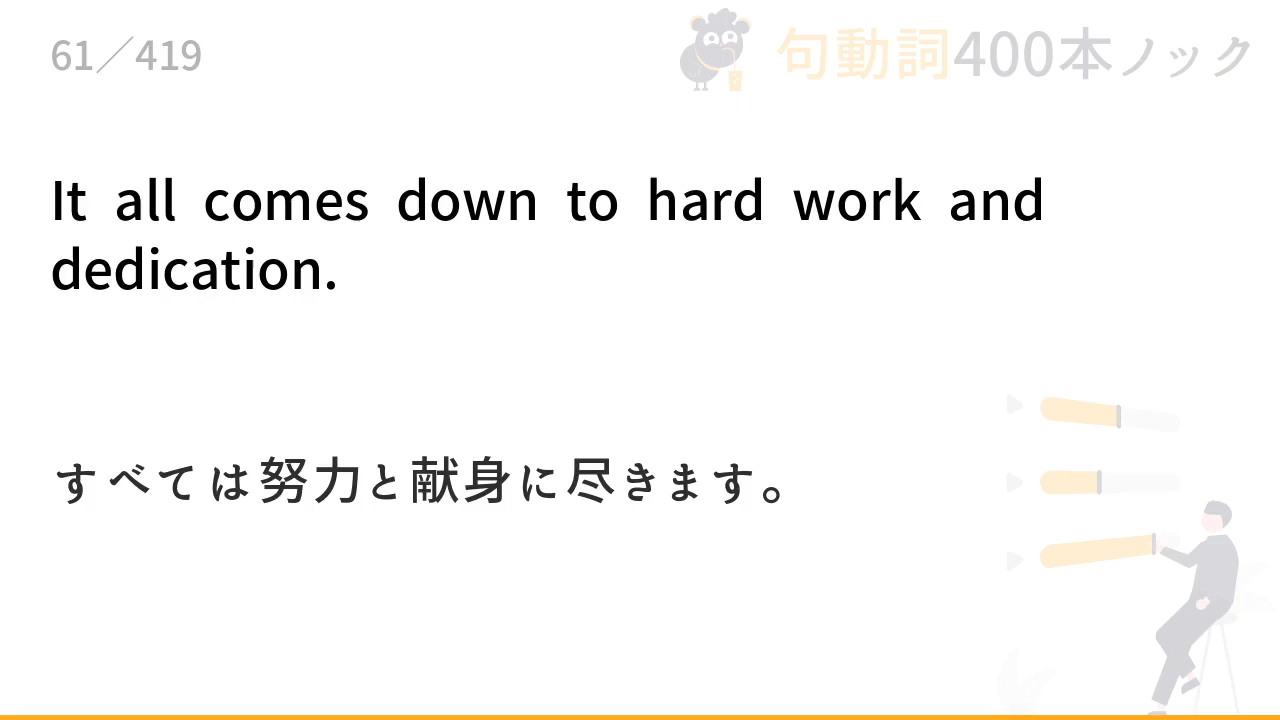 61／419
句動詞400本ノック
It all comes down to hard work and
dedication.
すべては努力と献身に尽きます。